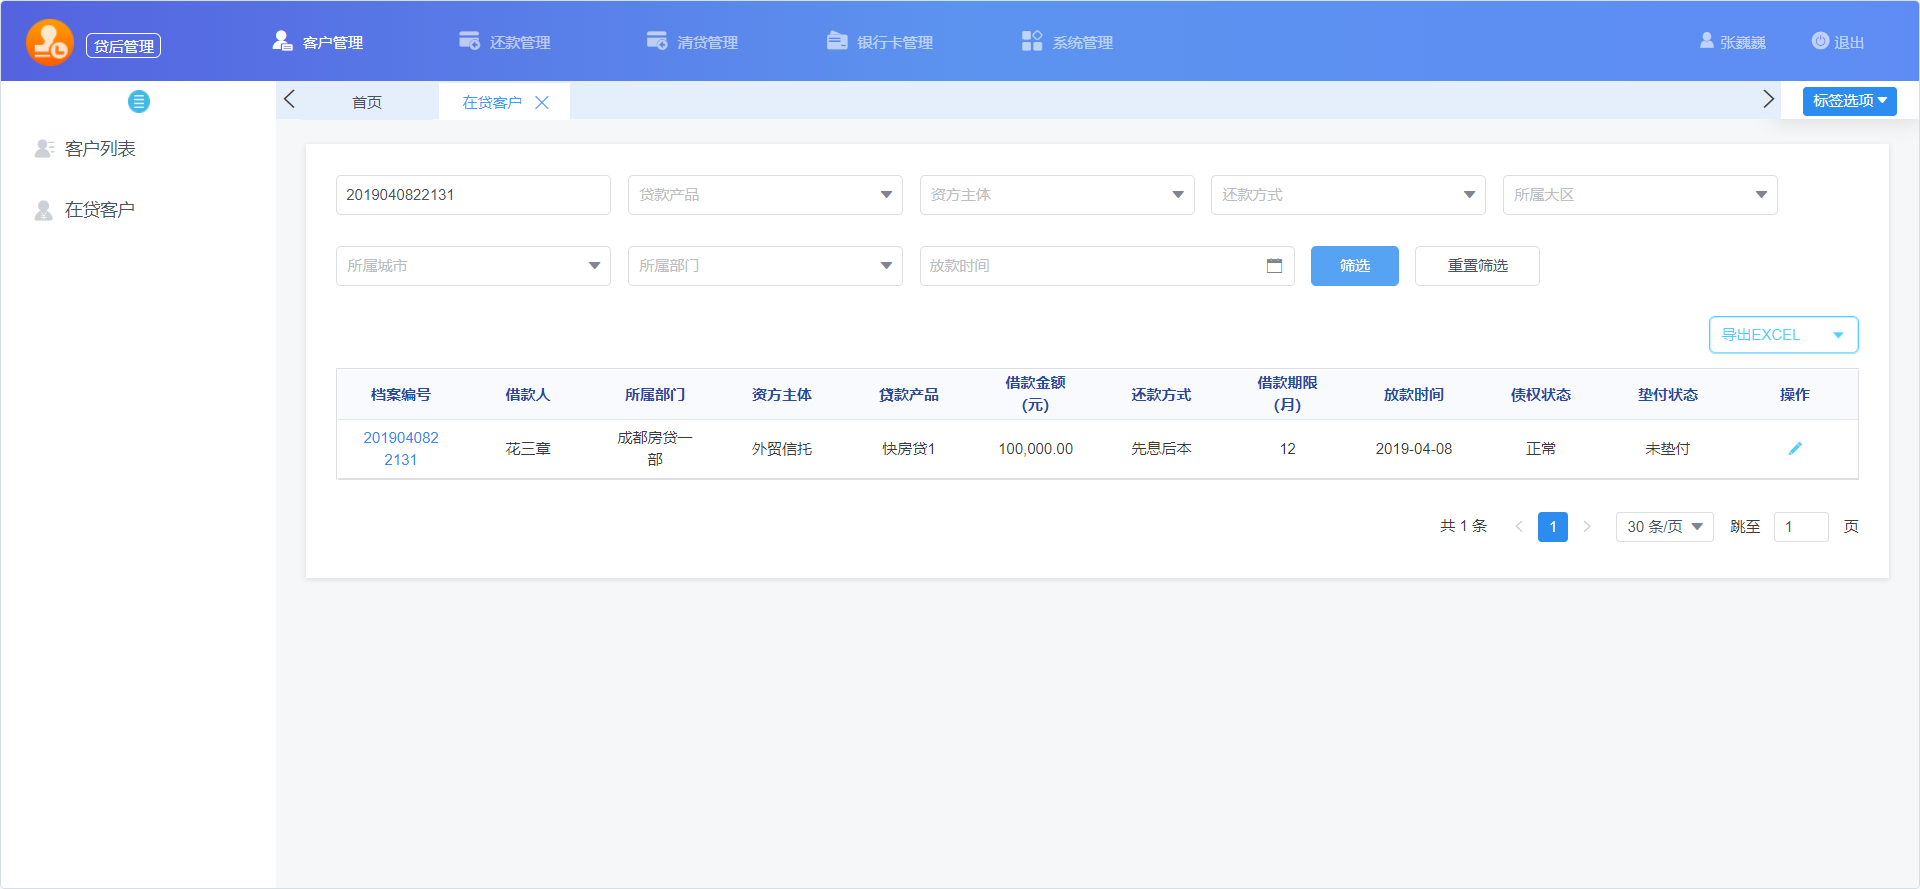 贷后管理
客户管理
还款管理
清贷管理
银行卡管理
系统管理
张巍巍
退出
首页
在贷客户
标签选项
客户列表
在贷客户
2019040822131
贷款产品
资方主体
还款方式
所属大区
所属城市
所属部门
放款时间
筛选
重置筛选
导出EXCEL
档案编号
借款人
所属部门
资方主体
贷款产品
借款金额
(元)
还款方式
借款期限
(月)
放款时间
债权状态
垫付状态
操作
201904082
2131
花三章
成都房贷一
部
外贸信托
快房贷1
100,000.00
先息后本
12
2019-04-08
正常
未垫付
共 1 条
1
30 条/页
跳至
1
页